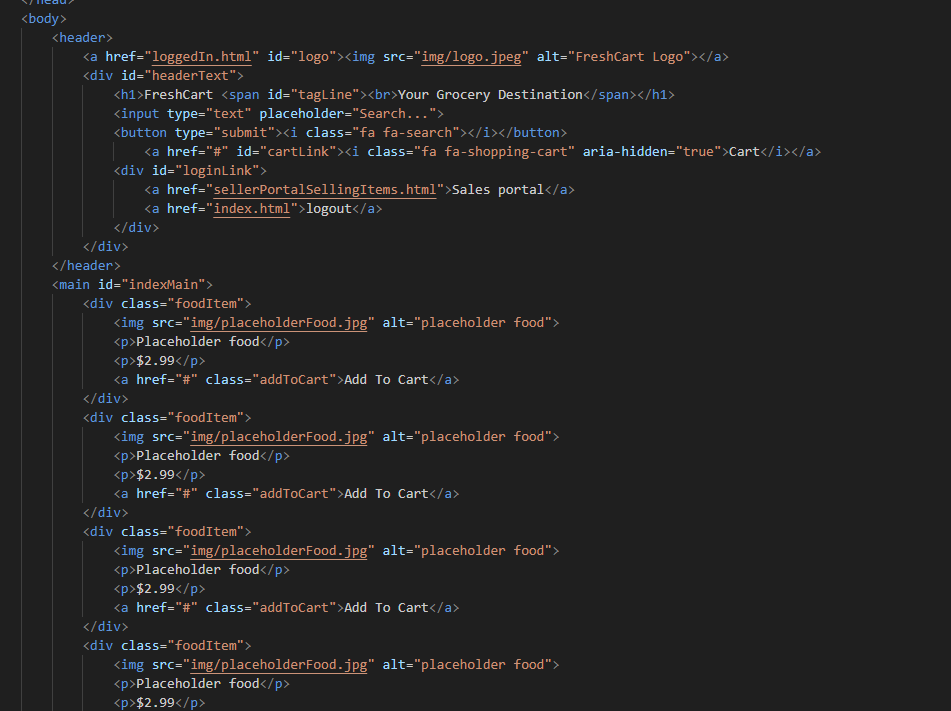 </head>
<body>
<header>
<a href="loggedIn.html" id="logo"><img src="img/logo.jpeg" alt="FreshCart Logo"></a>
<div id="headerText">
<h1>FreshCart <span id="tagLine"><br>Your Grocery Destination</span></h1>
<input type="text" placeholder="Search...">
<button type="submit"><i class="fa fa-search"></i></button>
<a href="#" id="cartLink"><i class="fa fa-shopping-cart" aria-hidden="true">Cart</i></a>
<div id="loginLink">
<a href="sellerPortalSellingItems.html">Sales portal</a>
<a href="index.html">logout</a>
</div>
</div>
</header>
<main id="indexMain">
<div class="foodItem">
<img src="img/placeholderFood.jpg" alt="placeholder food">
<p>Placeholder food</p>
<p>$2.99</p>
<a href="#" class="addToCart">Add To Cart</a>
</div>
<div class="foodItem">
<img src="img/placeholderFood.jpg" alt="placeholder food">
<p>Placeholder food</p>
<p>$2.99</p>
<a href="#" class="addToCart">Add To Cart</a>
</div>
<div class="foodItem">
<img src="img/placeholderFood.jpg" alt="placeholder food">
<p>Placeholder food</p>
<p>$2.99</p>
<a href="#" class="addToCart">Add To Cart</a>
</div>
<div class="foodItem">
<img src="img/placeholderFood.jpg" alt="placeholder food">
<p>Placeholder food</p>
<p>$2.99</p>